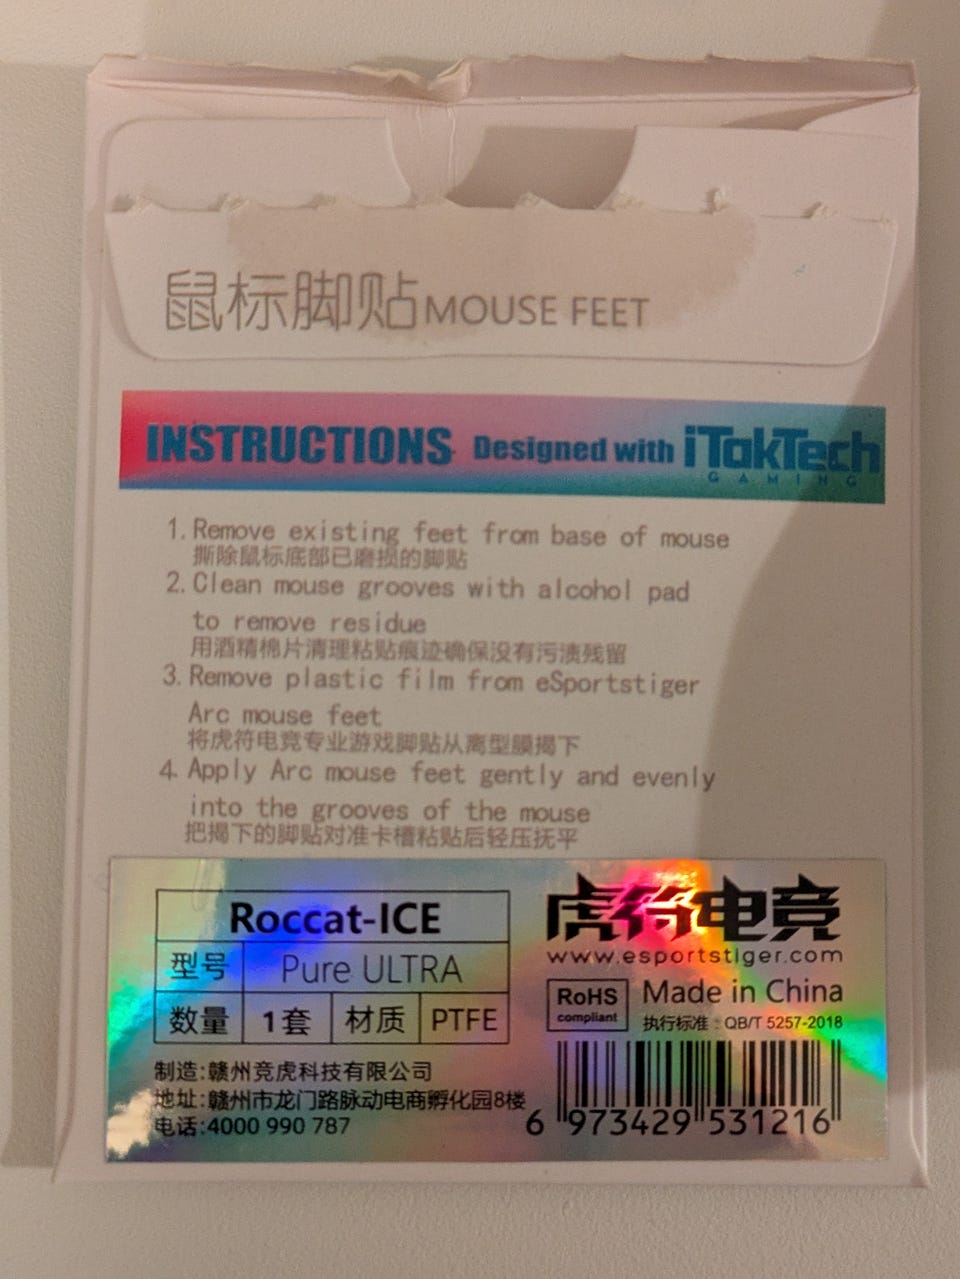 鼠标脚贴MOUSE FEET
INSTRUCTIONS Designed with iTakTech
GAMING
1. Remove existing feet from base of mouse
撕除鼠标底部已磨损的脚贴
2. Clean mouse grooves with alcohol pad
to remove residue
用酒精棉片清理粘贴痕迹确保没有污渍残留
3. Remove plastic film from eSportstiger
Arc mouse feet
将虎符电竞专业游戏脚贴从离型膜揭下
4. Apply Arc mouse feet gently and evenly
into the grooves of the mouse
把揭下的脚贴对准卡槽粘贴后轻压抚平
Roccat-ICE
型号 Pure ULTRA
数量 1套 材质 PTFE
制造:赣州竞虎科技有限公司
地址:赣州市龙门路脉动电商孵化园8楼
电话:4000 990 787
虎符电竞
www.esportstiger.com
RoHS
compliant
Made in China
执行标准:QB/T 5257-2018
6 973429 531216